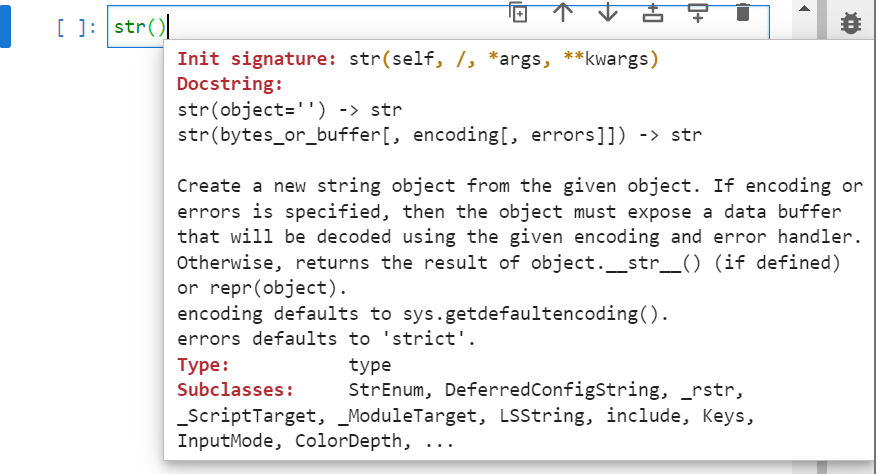 [ ]: str()
Init signature: str(self, /, *args, **kwargs)
Docstring:
str(object='') -> str
str(bytes_or_buffer[, encoding[, errors]]) -> str
Create a new string object from the given object. If encoding or
errors is specified, then the object must expose a data buffer
that will be decoded using the given encoding and error handler.
Otherwise, returns the result of object.__str__() (if defined)
or repr(object).
encoding defaults to sys.getdefaultencoding().
errors defaults to 'strict'.
Type: type
Subclasses: StrEnum, DeferredConfigString, _rstr,
_ScriptTarget, _ModuleTarget, LSString, include, Keys,
InputMode, ColorDepth, ...